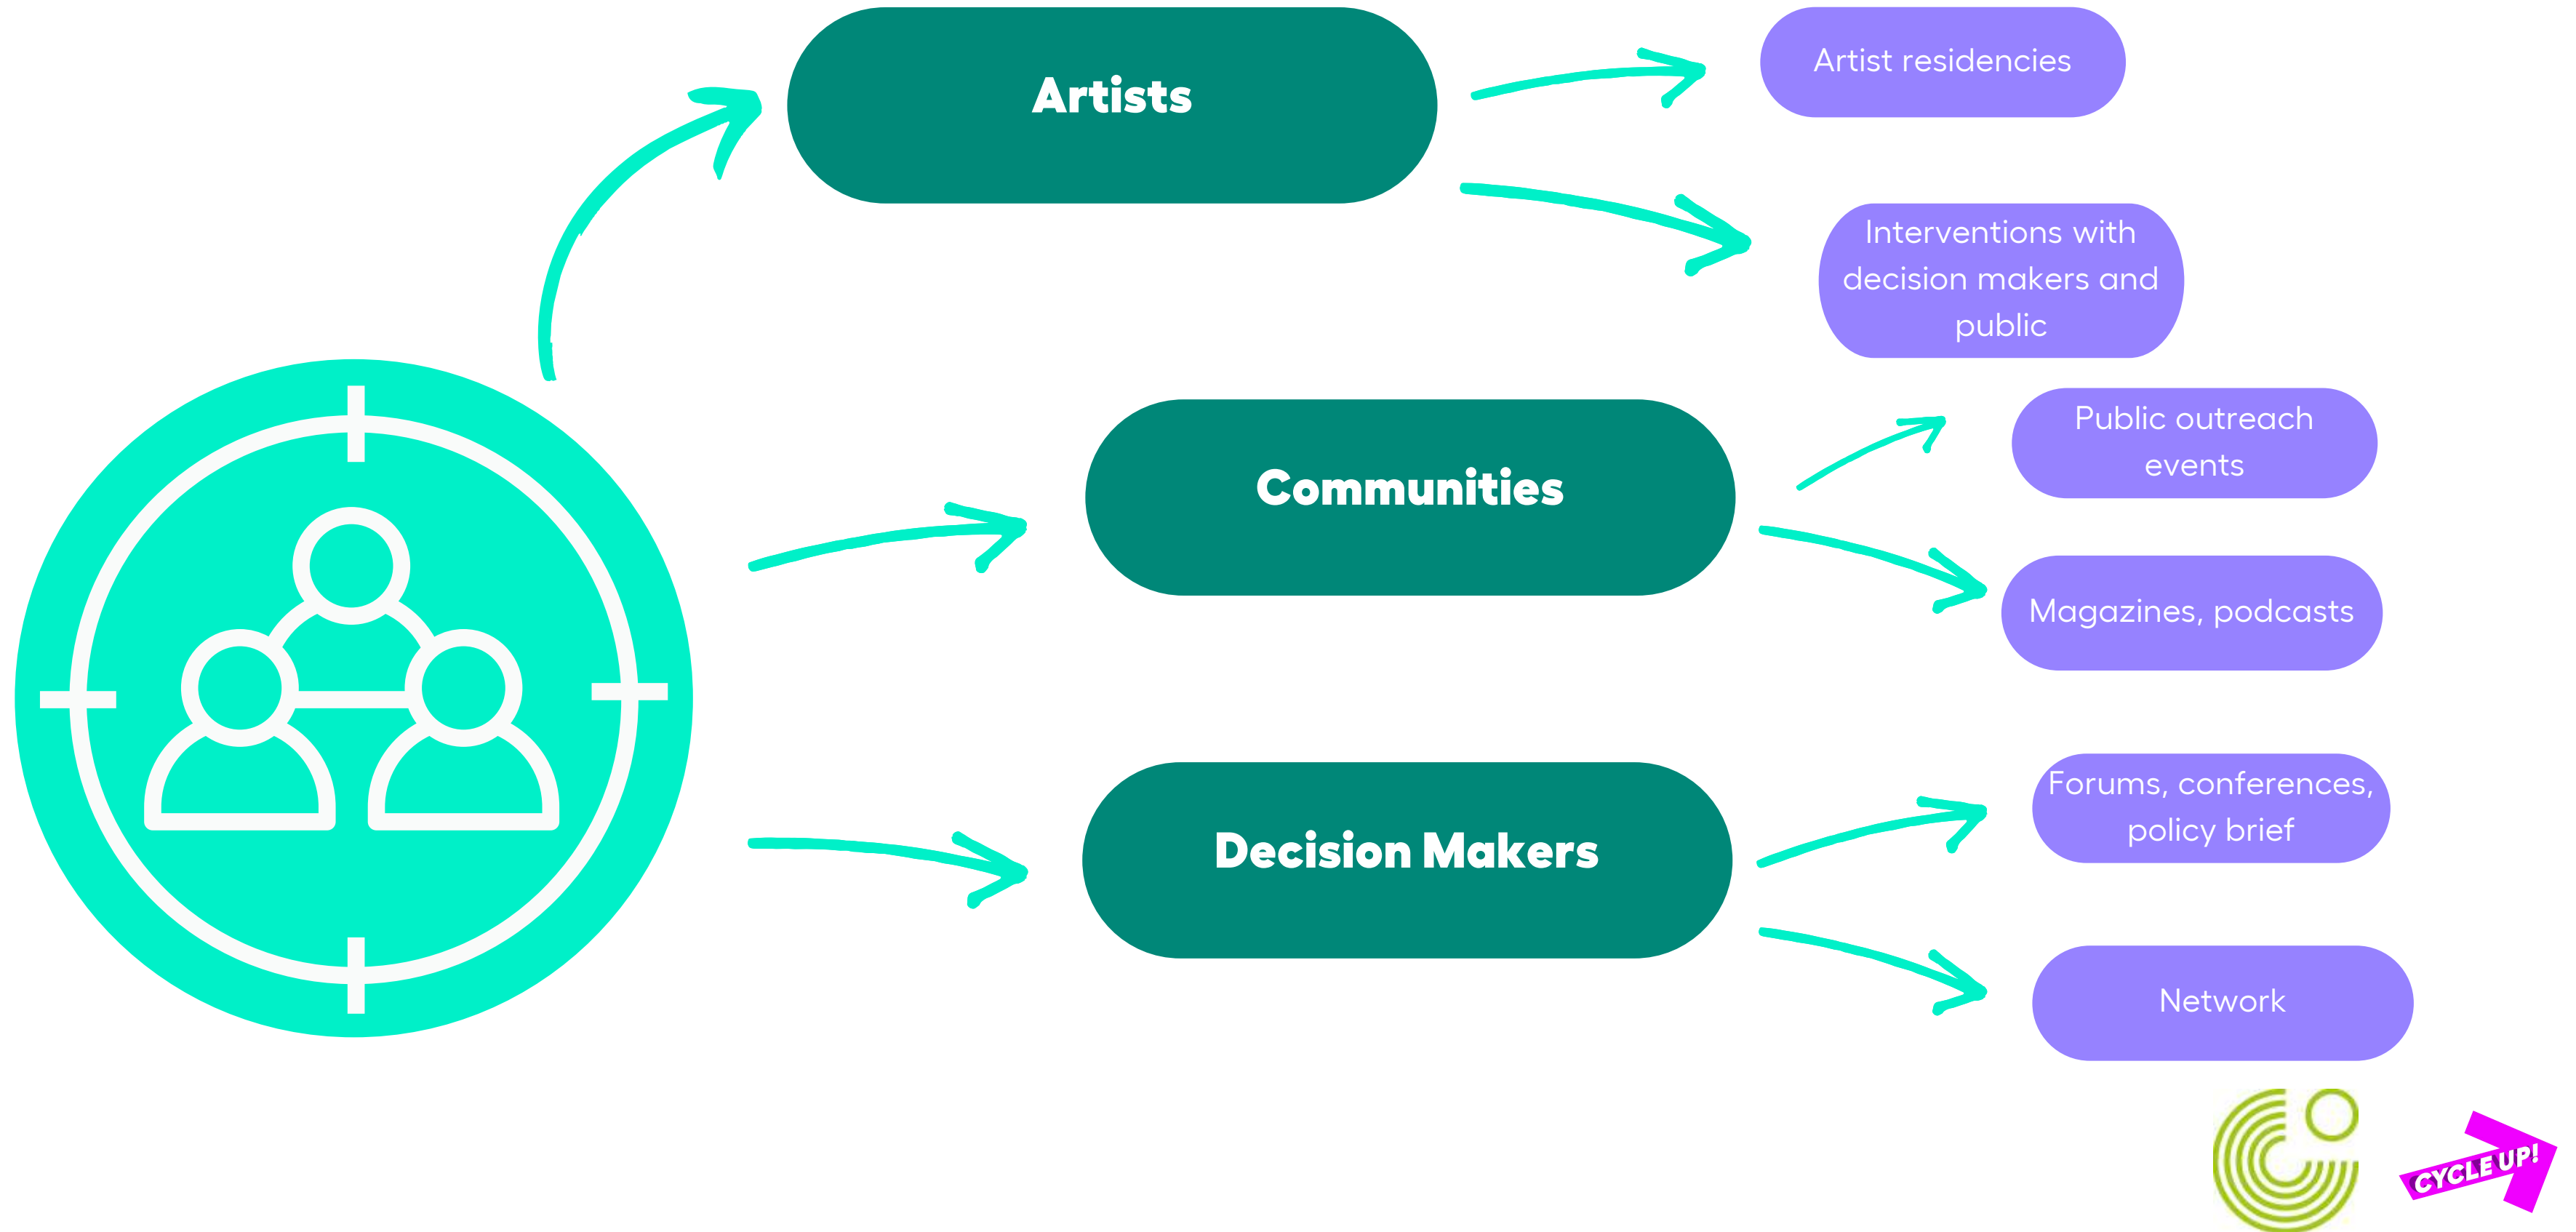 Artists
Artist residencies
Interventions with
decision makers and
public
Communities
Public outreach
events
Magazines, podcasts
Decision Makers
Forums, conferences,
policy brief
Network
CYCLE UP!